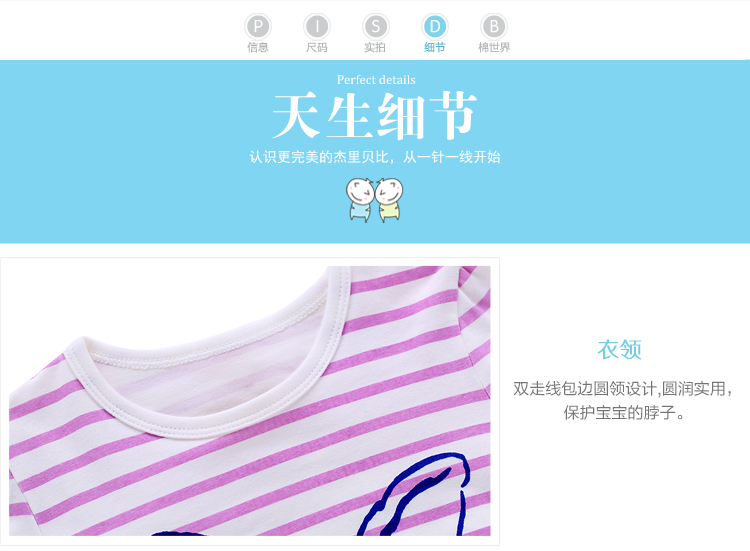 P I S D B
信息 尺码 实拍 细节 棉世界
Perfect details
天生细节
认识更完美的杰里贝比，从一针一线开始
衣领
双走线包边圆领设计,圆润实用，
保护宝宝的脖子。